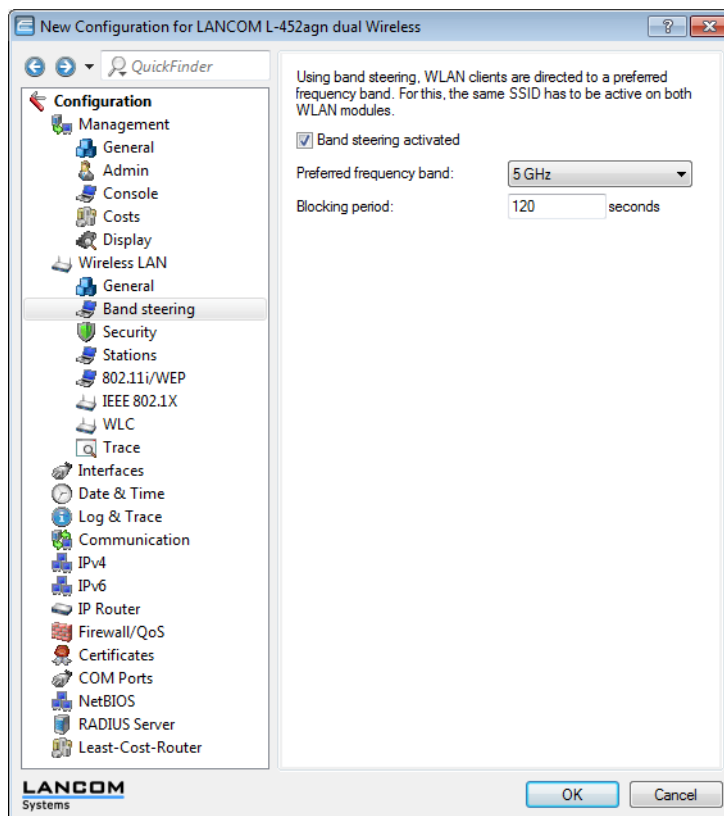 New Configuration for LANCOM L-452agn dual Wireless
QuickFinder
Configuration
Management
General
Admin
Console
Costs
Display
Wireless LAN
General
Band steering
Security
Stations
802.11i/WEP
IEEE 802.1X
WLC
Trace
Interfaces
Date & Time
Log & Trace
Communication
IPv4
IPv6
IP Router
Firewall/QoS
Certificates
COM Ports
NetBIOS
RADIUS Server
Least-Cost-Router
Using band steering, WLAN clients are directed to a preferred
frequency band. For this, the same SSID has to be active on both
WLAN modules.
Band steering activated
Preferred frequency band: 5 GHz
Blocking period: 120 seconds
LANCOM
Systems
OK Cancel